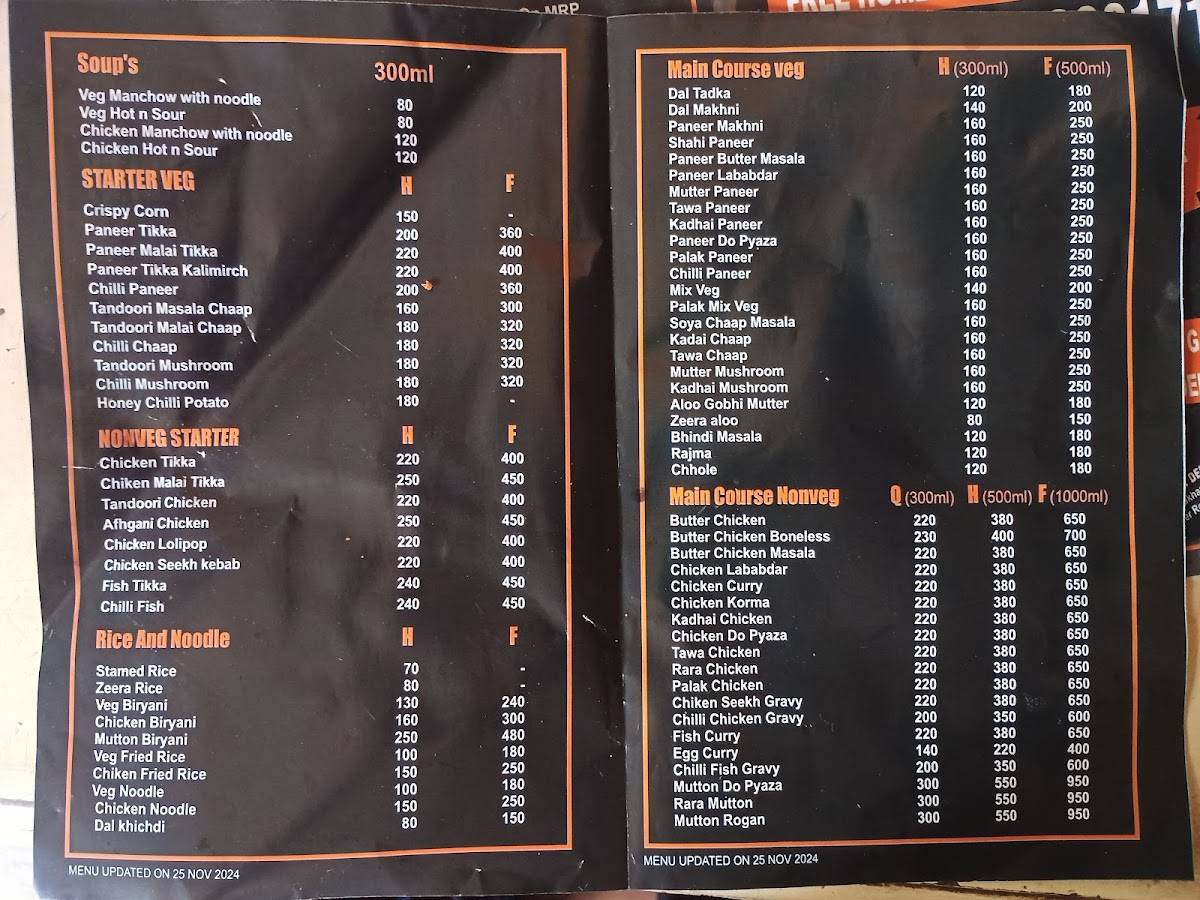 On MRP
Soup's 300ml
Veg Manchow with noodle 80
Veg Hot n Sour 80
Chicken Manchow with noodle 120
Chicken Hot n Sour 120
STARTER VEG H F
Crispy Corn 150 -
Paneer Tikka 200 360
Paneer Malai Tikka 220 400
Paneer Tikka Kalimirch 220 400
Chilli Paneer 200 360
Tandoori Masala Chaap 160 300
Tandoori Malai Chaap 180 320
Chilli Chaap 180 320
Tandoori Mushroom 180 320
Chilli Mushroom 180 320
Honey Chilli Potato 180 -
NONVEG STARTER H F
Chicken Tikka 220 400
Chiken Malai Tikka 250 450
Tandoori Chicken 220 400
Afhgani Chicken 250 450
Chicken Lolipop 220 400
Chicken Seekh kebab 220 400
Fish Tikka 240 450
Chilli Fish 240 450
Rice And Noodle H F
Stamed Rice 70 -
Zeera Rice 80 -
Veg Biryani 130 240
Chicken Biryani 160 300
Mutton Biryani 250 480
Veg Fried Rice 100 180
Chiken Fried Rice 150 250
Veg Noodle 100 180
Chicken Noodle 150 250
Dal khichdi 80 150
MENU UPDATED ON 25 NOV 2024
Main Course veg H (300ml) F (500ml)
Dal Tadka 120 180
Dal Makhni 140 200
Paneer Makhni 160 250
Shahi Paneer 160 250
Paneer Butter Masala 160 250
Paneer Lababdar 160 250
Mutter Paneer 160 250
Tawa Paneer 160 250
Kadhai Paneer 160 250
Paneer Do Pyaza 160 250
Palak Paneer 160 250
Chilli Paneer 160 250
Mix Veg 140 200
Palak Mix Veg 160 250
Soya Chaap Masala 160 250
Kadai Chaap 160 250
Tawa Chaap 160 250
Mutter Mushroom 160 250
Kadhai Mushroom 160 250
Aloo Gobhi Mutter 120 180
Zeera aloo 80 150
Bhindi Masala 120 180
Rajma 120 180
Chhole 120 180
Main Course Nonveg Q (300ml) H (500ml) F (1000ml)
Butter Chicken 220 380 650
Butter Chicken Boneless 230 400 700
Butter Chicken Masala 220 380 650
Chicken Lababdar 220 380 650
Chicken Curry 220 380 650
Chicken Korma 220 380 650
Kadhai Chicken 220 380 650
Chicken Do Pyaza 220 380 650
Tawa Chicken 220 380 650
Rara Chicken 220 380 650
Palak Chicken 220 380 650
Chiken Seekh Gravy 220 380 650
Chilli Chicken Gravy 200 350 600
Fish Curry 220 380 650
Egg Curry 140 220 400
Chilli Fish Gravy 200 350 600
Mutton Do Pyaza 300 550 950
Rara Mutton 300 550 950
Mutton Rogan 300 550 950
MENU UPDATED ON 25 NOV 2024